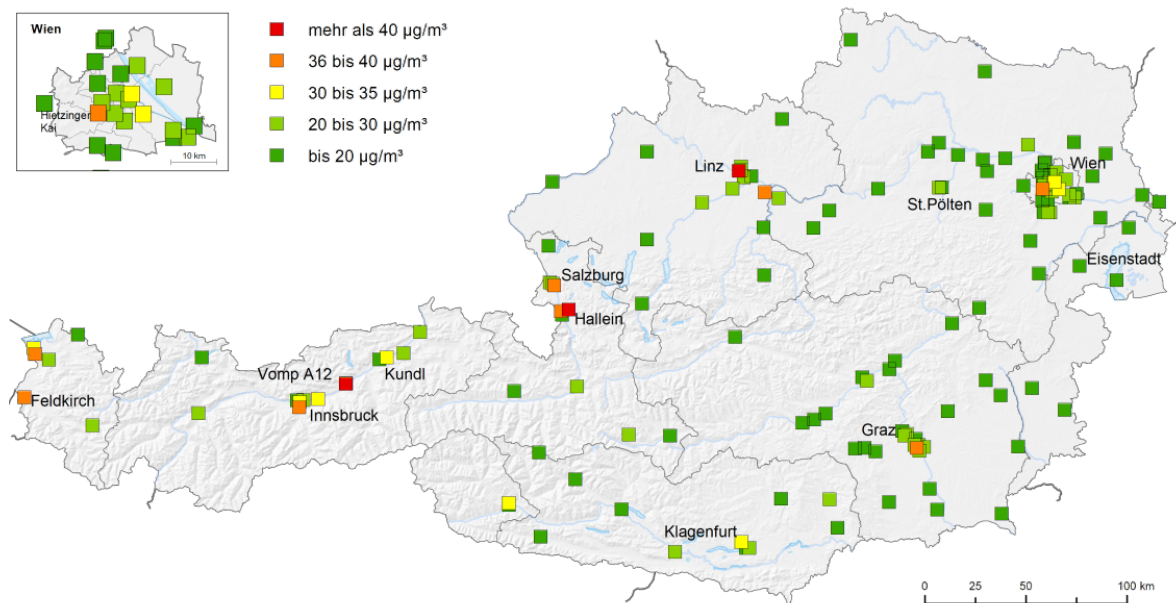 Wien
Hietzinger
Kai
10 km
mehr als 40 µg/m³
36 bis 40 µg/m³
30 bis 35 µg/m³
20 bis 30 µg/m³
bis 20 µg/m³
Linz
Wien
St.Pölten
Eisenstadt
Salzburg
Hallein
Vomp A12
Kundl
Feldkirch
Innsbruck
Graz
Klagenfurt
0 25 50 100 km